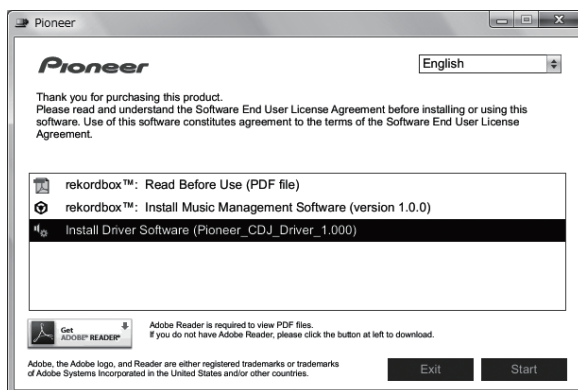 Pioneer
Pioneer
English
Thank you for purchasing this product.
Please read and understand the Software End User License Agreement before installing or using this
software. Use of this software constitutes agreement to the terms of the Software End User License
Agreement.
rekordbox™: Read Before Use (PDF file)
rekordbox™: Install Music Management Software (version 1.0.0)
Install Driver Software (Pioneer_CDJ_Driver_1.000)
Get
ADOBE® READER®
Adobe Reader is required to view PDF files.
If you do not have Adobe Reader, please click the button at left to download.
Adobe, the Adobe logo, and Reader are either registered trademarks or trademarks
of Adobe Systems Incorporated in the United States and/or other countries.
Exit
Start